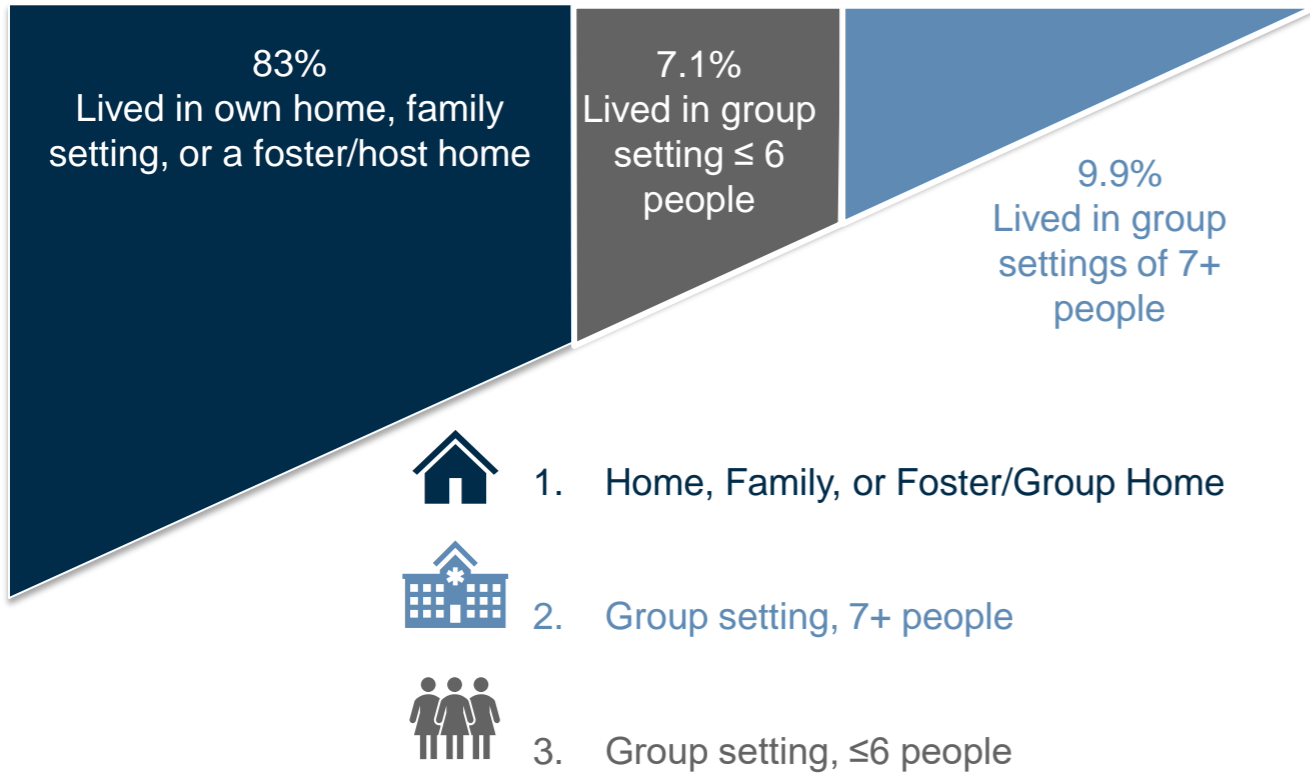 83%
Lived in own home, family
setting, or a foster/host home
7.1%
Lived in group
setting ≤ 6
people
9.9%
Lived in group
settings of 7+
people
1. Home, Family, or Foster/Group Home
2. Group setting, 7+ people
3. Group setting, ≤6 people